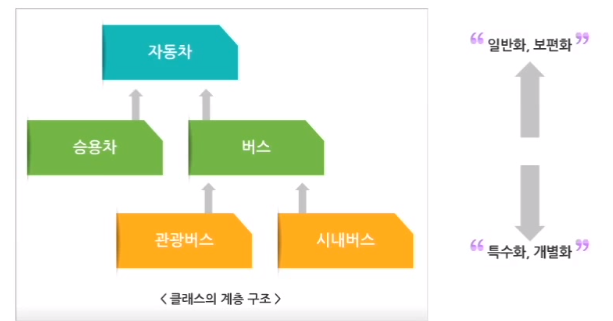 자동차
승용차
버스
관광버스
시내버스
< 클래스의 계층 구조 >
“ 일반화, 보편화 ”
“ 특수화, 개별화 ”